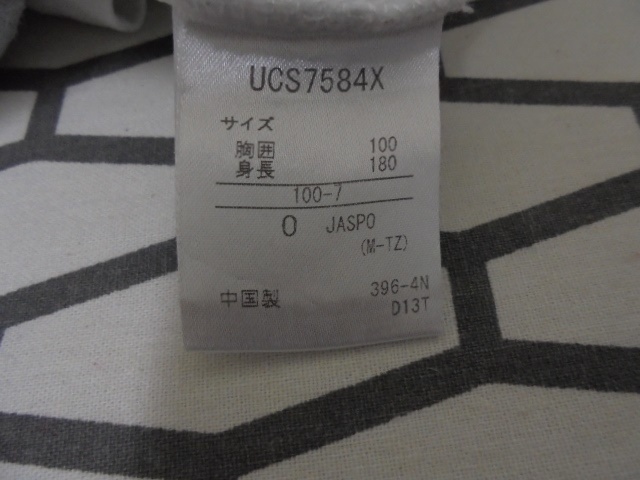 UCS7584X
サイズ
胸囲 100
身長 180
100-7
O JASPO
(M-TZ)
396-4N
中国製
D13T